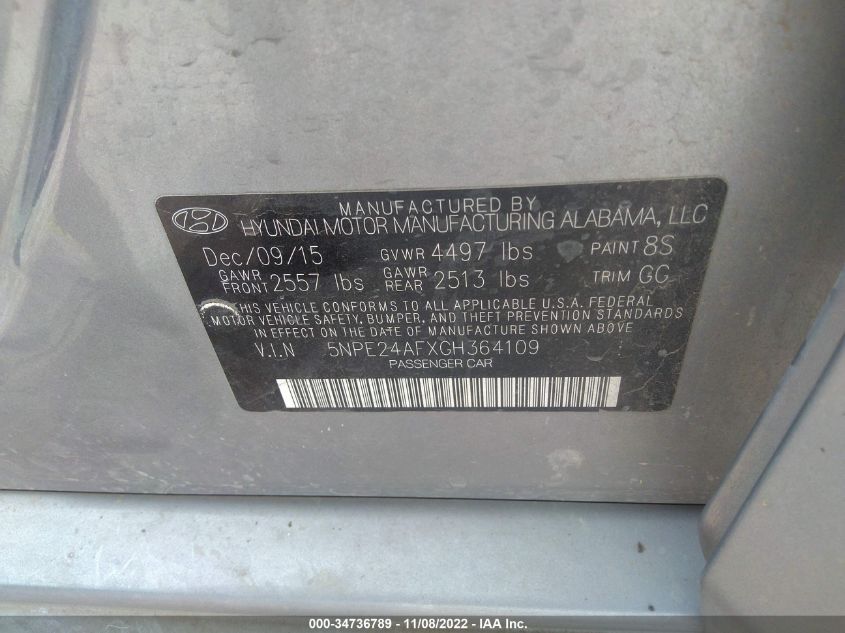 MANUFACTURED BY
HYUNDAI MOTOR MANUFACTURING ALABAMA, LLC
Dec/09/15 GVWR 4497 lbs PAINT 8S
GAWR FRONT 2557 lbs GAWR REAR 2513 lbs TRIM GG
THIS VEHICLE CONFORMS TO ALL APPLICABLE U.S.A. FEDERAL
MOTOR VEHICLE SAFETY, BUMPER, AND THEFT PREVENTION STANDARDS
IN EFFECT ON THE DATE OF MANUFACTURE SHOWN ABOVE
V.I.N 5NPE24AFXGH364109
PASSENGER CAR
000-34736789 - 11/08/2022 - IAA Inc.